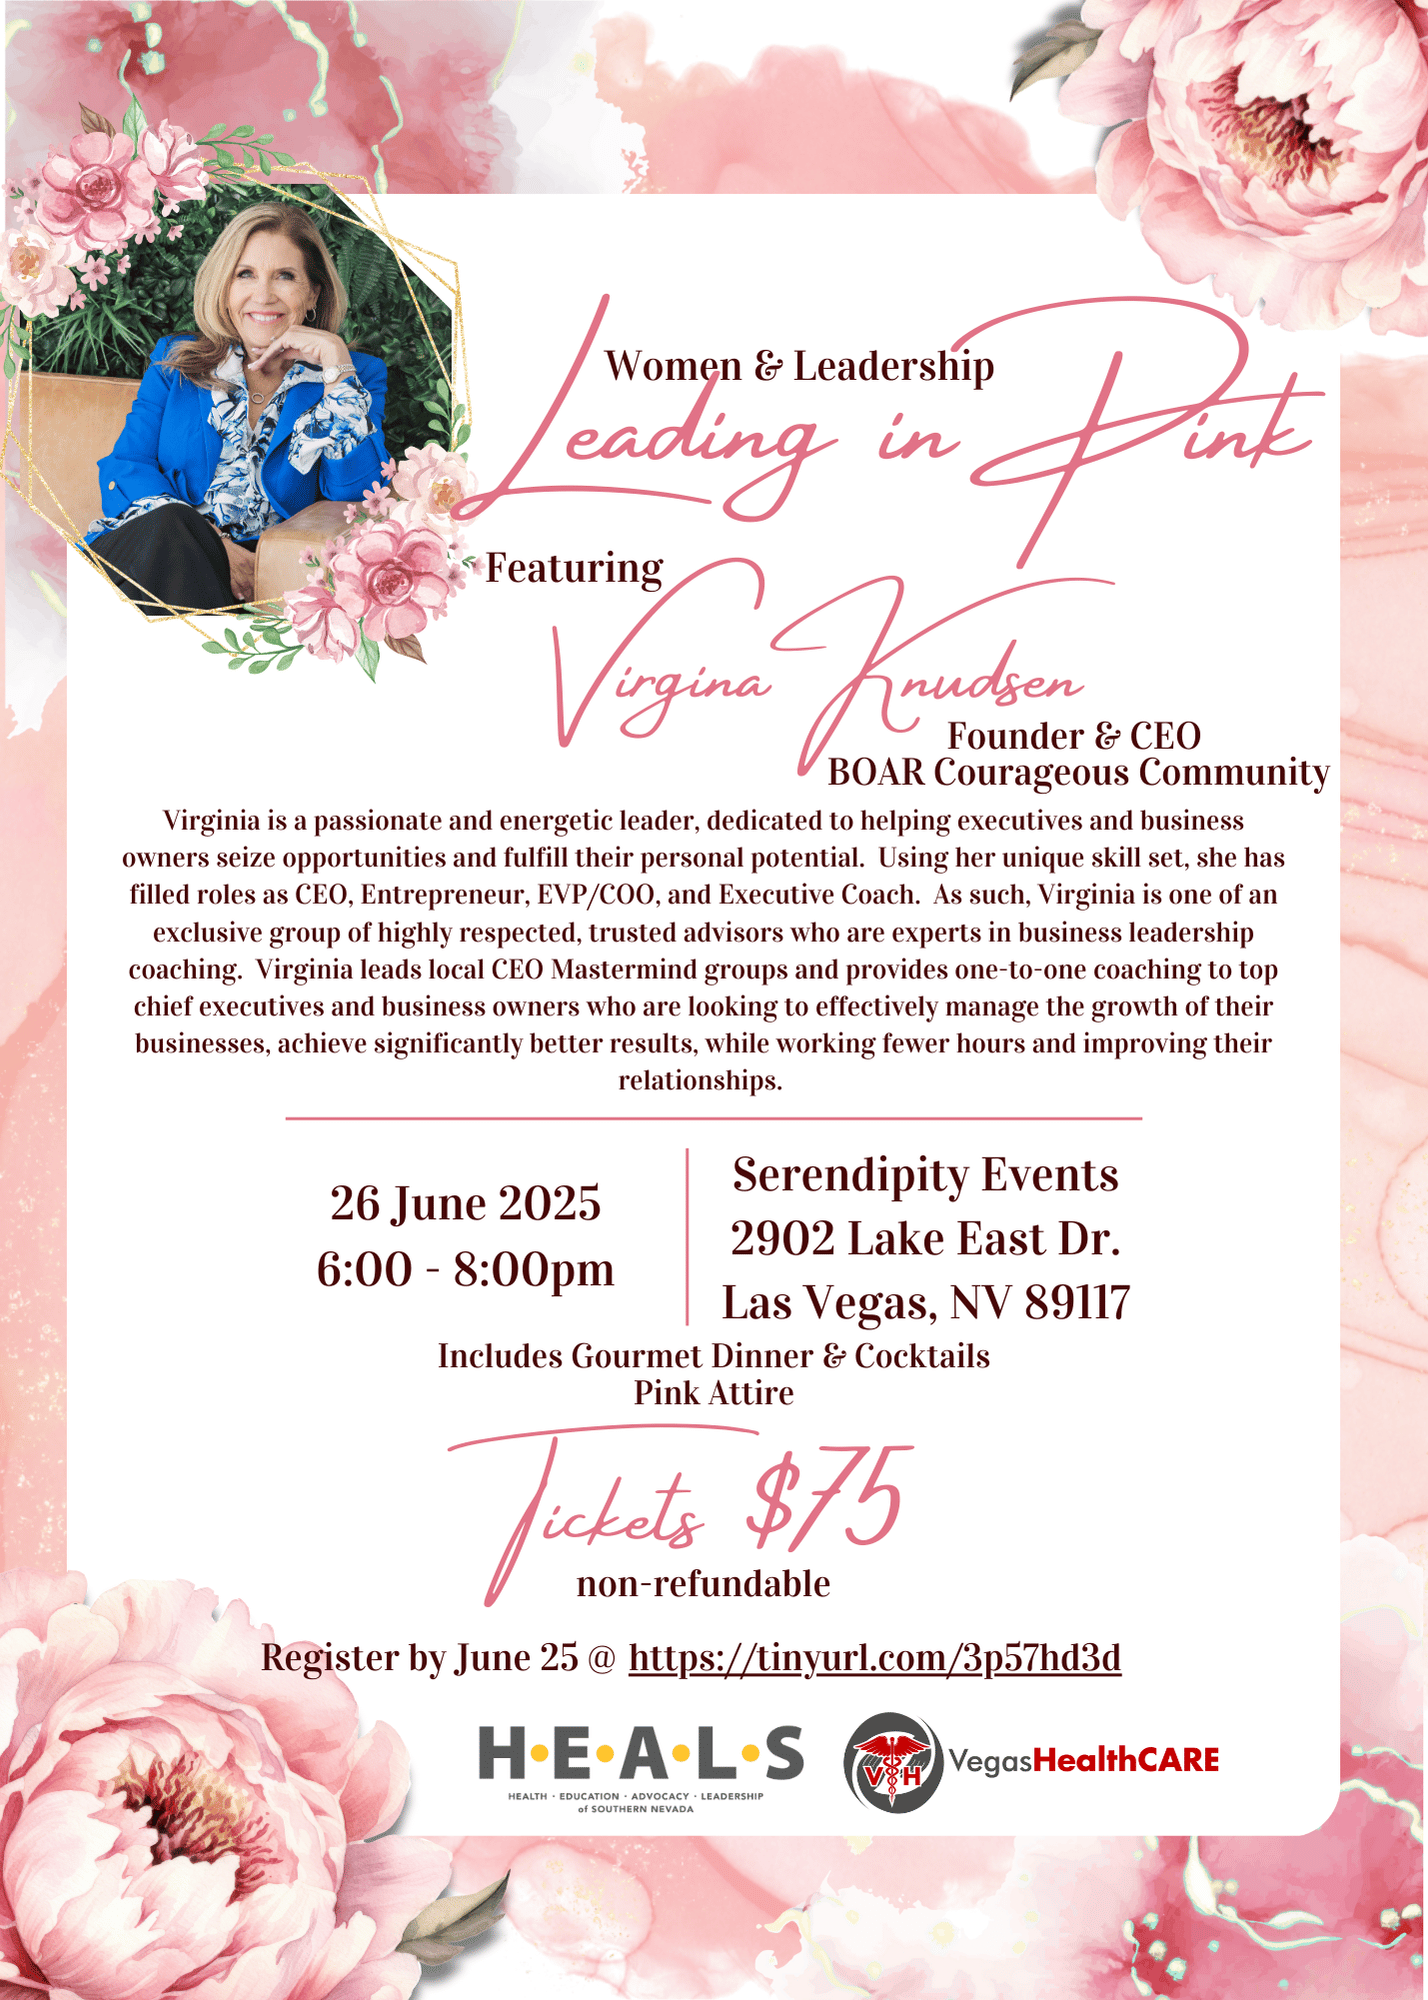 Women & Leadership
Leading in Pink
Featuring
Virgina Knudsen
Founder & CEO
BOAR Courageous Community
Virginia is a passionate and energetic leader, dedicated to helping executives and business
owners seize opportunities and fulfill their personal potential.  Using her unique skill set, she has
filled roles as CEO, Entrepreneur, EVP/COO, and Executive Coach.  As such, Virginia is one of an
exclusive group of highly respected, trusted advisors who are experts in business leadership
coaching.  Virginia leads local CEO Mastermind groups and provides one-to-one coaching to top
chief executives and business owners who are looking to effectively manage the growth of their
businesses, achieve significantly better results, while working fewer hours and improving their
relationships.
26 June 2025
6:00 - 8:00pm
Serendipity Events
2902 Lake East Dr.
Las Vegas, NV 89117
Includes Gourmet Dinner & Cocktails
Pink Attire
Tickets $75
non-refundable
Register by June 25 @ https://tinyurl.com/3p57hd3d
H•E•A•L•S
HEALTH · EDUCATION · ADVOCACY · LEADERSHIP
of SOUTHERN NEVADA
VH
VegasHealthCARE